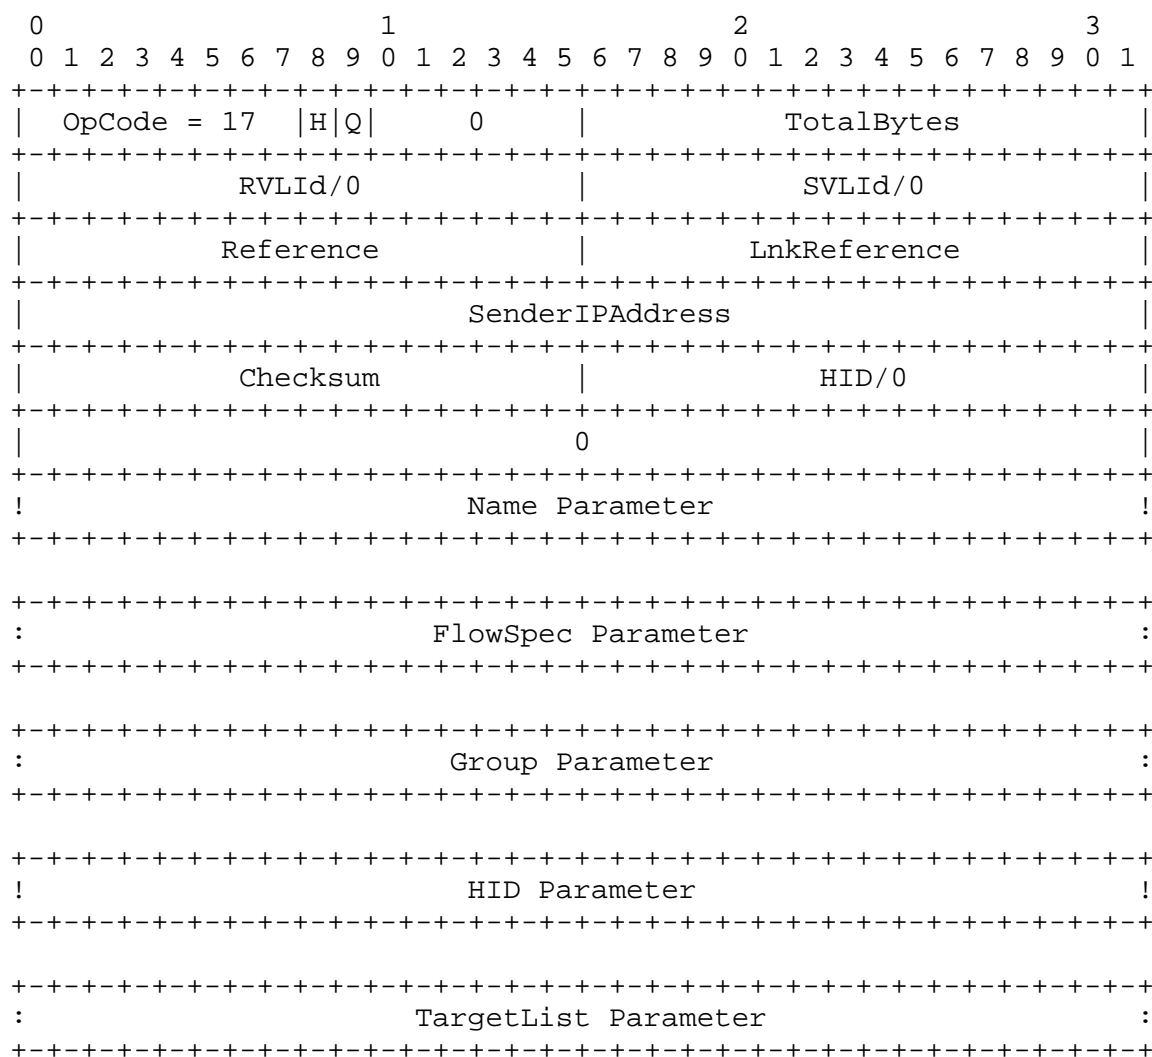 0                   1                   2                   3
 0 1 2 3 4 5 6 7 8 9 0 1 2 3 4 5 6 7 8 9 0 1 2 3 4 5 6 7 8 9 0 1
+-+-+-+-+-+-+-+-+-+-+-+-+-+-+-+-+-+-+-+-+-+-+-+-+-+-+-+-+-+-+-+-+
|  OpCode = 17  |H|Q|     0     |           TotalBytes          |
+-+-+-+-+-+-+-+-+-+-+-+-+-+-+-+-+-+-+-+-+-+-+-+-+-+-+-+-+-+-+-+-+
|            RVLId/0            |            SVLId/0            |
+-+-+-+-+-+-+-+-+-+-+-+-+-+-+-+-+-+-+-+-+-+-+-+-+-+-+-+-+-+-+-+-+
|           Reference           |         LnkReference          |
+-+-+-+-+-+-+-+-+-+-+-+-+-+-+-+-+-+-+-+-+-+-+-+-+-+-+-+-+-+-+-+-+
|                         SenderIPAddress                       |
+-+-+-+-+-+-+-+-+-+-+-+-+-+-+-+-+-+-+-+-+-+-+-+-+-+-+-+-+-+-+-+-+
|            Checksum           |             HID/0             |
+-+-+-+-+-+-+-+-+-+-+-+-+-+-+-+-+-+-+-+-+-+-+-+-+-+-+-+-+-+-+-+-+
|                               0                               |
+-+-+-+-+-+-+-+-+-+-+-+-+-+-+-+-+-+-+-+-+-+-+-+-+-+-+-+-+-+-+-+-+
!                         Name Parameter                        !
+-+-+-+-+-+-+-+-+-+-+-+-+-+-+-+-+-+-+-+-+-+-+-+-+-+-+-+-+-+-+-+-+

+-+-+-+-+-+-+-+-+-+-+-+-+-+-+-+-+-+-+-+-+-+-+-+-+-+-+-+-+-+-+-+-+
:                       FlowSpec Parameter                      :
+-+-+-+-+-+-+-+-+-+-+-+-+-+-+-+-+-+-+-+-+-+-+-+-+-+-+-+-+-+-+-+-+

+-+-+-+-+-+-+-+-+-+-+-+-+-+-+-+-+-+-+-+-+-+-+-+-+-+-+-+-+-+-+-+-+
:                        Group Parameter                        :
+-+-+-+-+-+-+-+-+-+-+-+-+-+-+-+-+-+-+-+-+-+-+-+-+-+-+-+-+-+-+-+-+

+-+-+-+-+-+-+-+-+-+-+-+-+-+-+-+-+-+-+-+-+-+-+-+-+-+-+-+-+-+-+-+-+
!                         HID Parameter                         !
+-+-+-+-+-+-+-+-+-+-+-+-+-+-+-+-+-+-+-+-+-+-+-+-+-+-+-+-+-+-+-+-+

+-+-+-+-+-+-+-+-+-+-+-+-+-+-+-+-+-+-+-+-+-+-+-+-+-+-+-+-+-+-+-+-+
:                      TargetList Parameter                     :
+-+-+-+-+-+-+-+-+-+-+-+-+-+-+-+-+-+-+-+-+-+-+-+-+-+-+-+-+-+-+-+-+